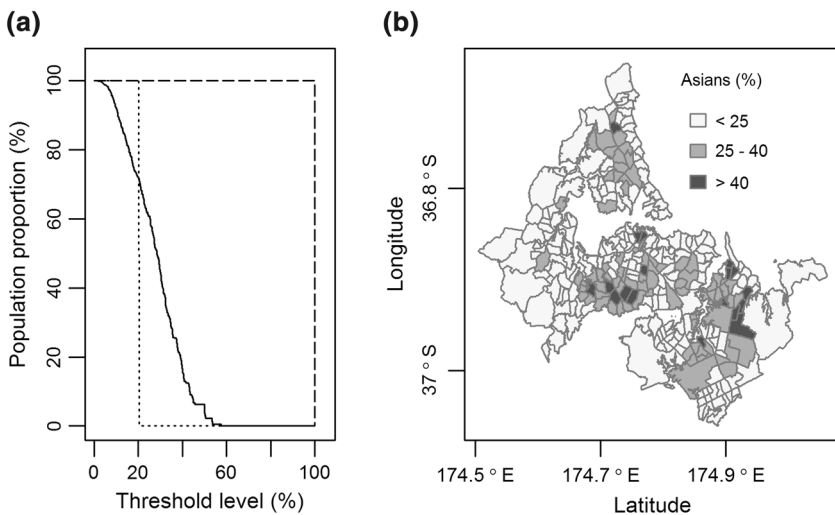 (a)
Population proportion (%)
100
80
60
40
20
0
0 20 60 100
Threshold level (%)
(b)
Asians (%)
< 25
25 - 40
> 40
Longitude
36.8 ° S
37 ° S
174.5 ° E 174.7 ° E 174.9 ° E
Latitude